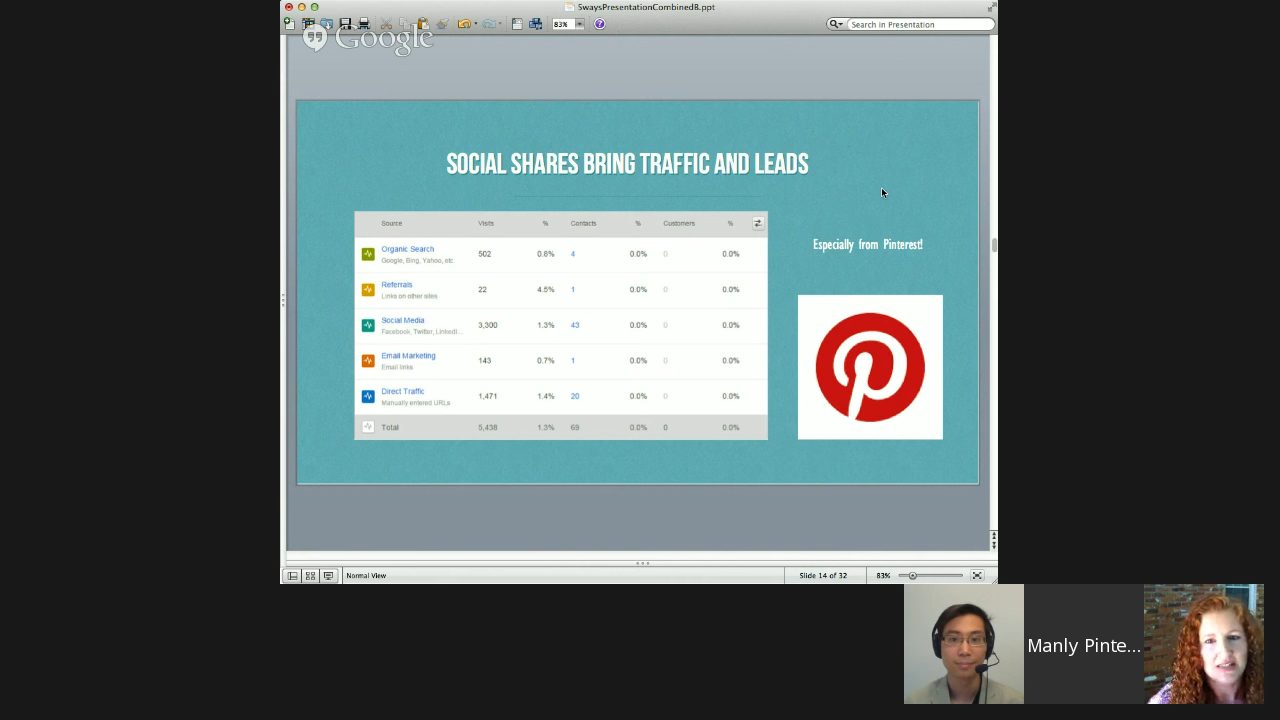 SwaysPresentationCombinedB.ppt
83%
Search in Presentation
Google
SOCIAL SHARES BRING TRAFFIC AND LEADS
Source Visits % Contacts % Customers %
Organic Search 502 0.8% 4 0.0% 0 0.0%
Google, Bing, Yahoo, etc.
Referrals 22 4.5% 1 0.0% 0 0.0%
Links on other sites
Social Media 3,300 1.3% 43 0.0% 0 0.0%
Facebook, Twitter, LinkedI...
Email Marketing 143 0.7% 1 0.0% 0 0.0%
Email links
Direct Traffic 1,471 1.4% 20 0.0% 0 0.0%
Manually entered URLs
Total 5,438 1.3% 69 0.0% 0 0.0%
Especially from Pinterest!
Normal View
Slide 14 of 32
83%
Manly Pinte...